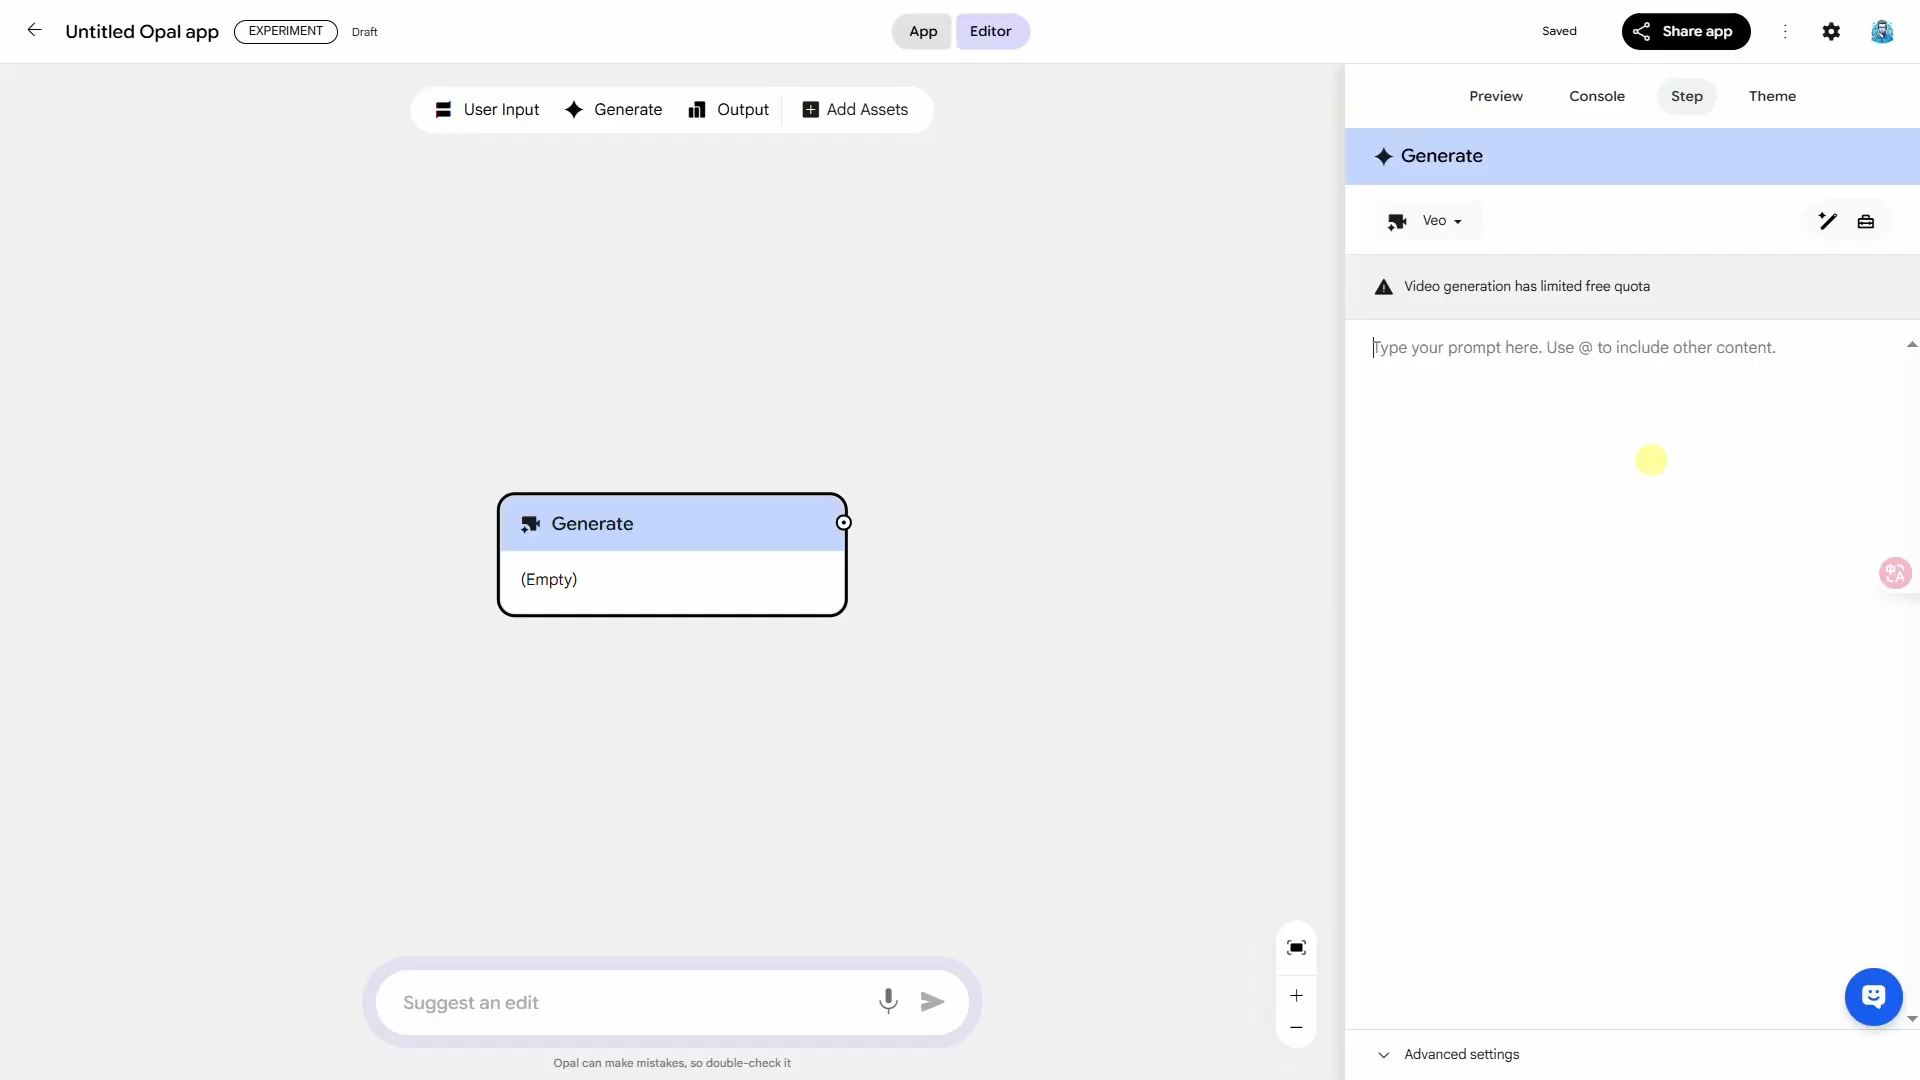 Untitled Opal app EXPERIMENT Draft App Editor Saved Share app
User Input Generate Output Add Assets
Preview Console Step Theme
Generate
Veo
Video generation has limited free quota
Type your prompt here. Use @ to include other content.
Generate
(Empty)
中A
Suggest an edit
Opal can make mistakes, so double-check it
Advanced settings